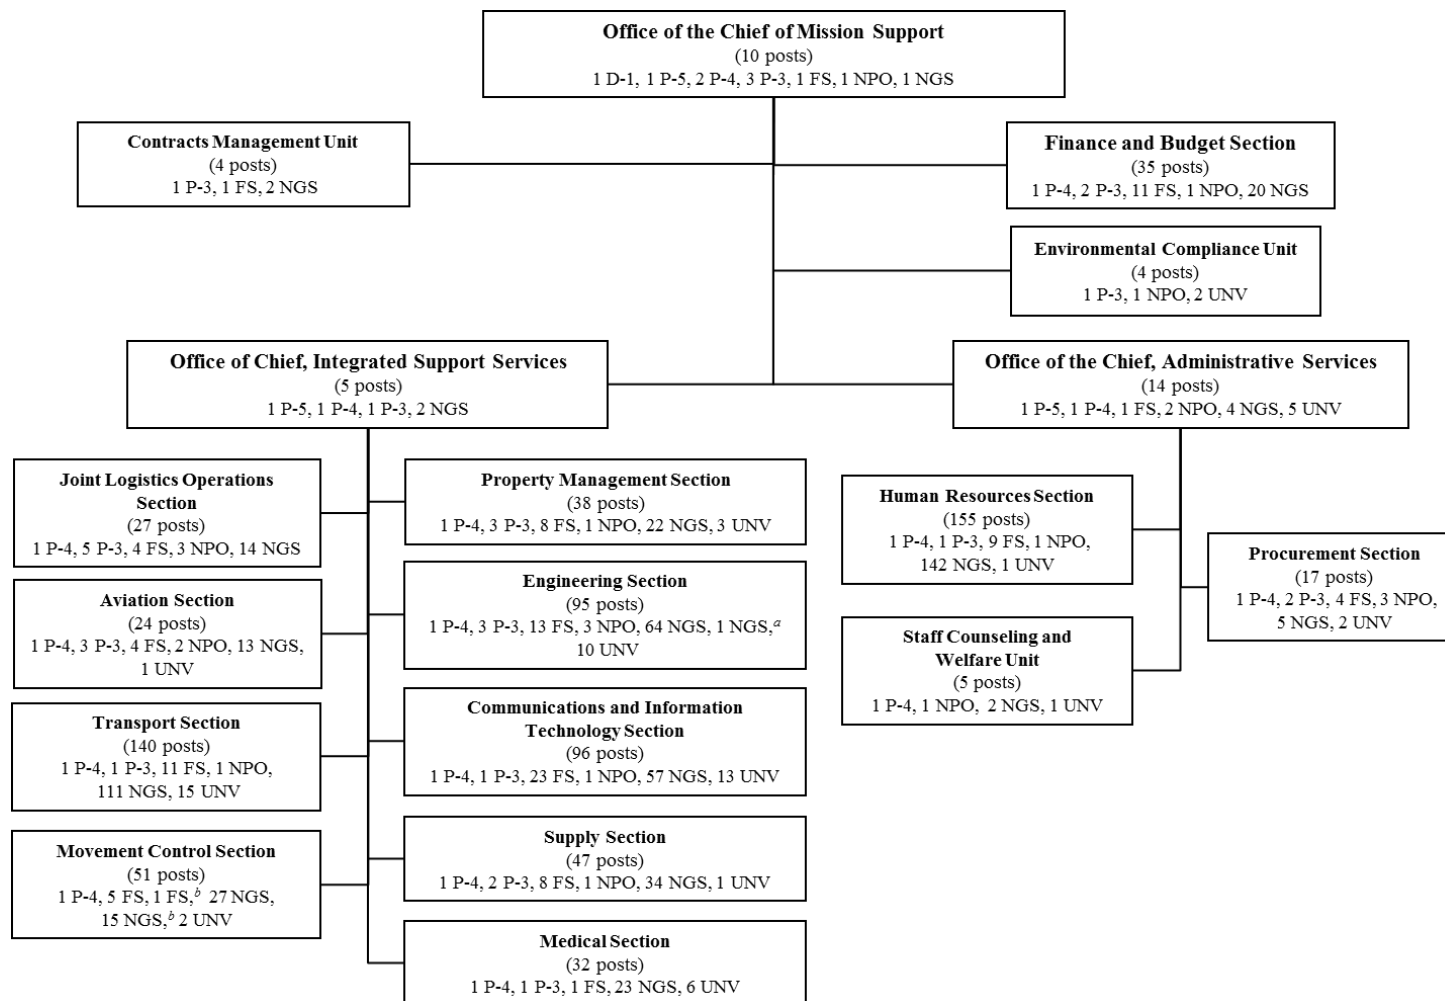 Office of the Chief of Mission Support
(10 posts)
1 D-1, 1 P-5, 2 P-4, 3 P-3, 1 FS, 1 NPO, 1 NGS
Contracts Management Unit
(4 posts)
1 P-3, 1 FS, 2 NGS
Finance and Budget Section
(35 posts)
1 P-4, 2 P-3, 11 FS, 1 NPO, 20 NGS
Environmental Compliance Unit
(4 posts)
1 P-3, 1 NPO, 2 UNV
Office of Chief, Integrated Support Services
(5 posts)
1 P-5, 1 P-4, 1 P-3, 2 NGS
Office of the Chief, Administrative Services
(14 posts)
1 P-5, 1 P-4, 1 FS, 2 NPO, 4 NGS, 5 UNV
Joint Logistics Operations
Section
(27 posts)
1 P-4, 5 P-3, 4 FS, 3 NPO, 14 NGS
Aviation Section
(24 posts)
1 P-4, 3 P-3, 4 FS, 2 NPO, 13 NGS,
1 UNV
Transport Section
(140 posts)
1 P-4, 1 P-3, 11 FS, 1 NPO,
111 NGS, 15 UNV
Movement Control Section
(51 posts)
1 P-4, 5 FS, 1 FS,b 27 NGS,
15 NGS,b 2 UNV
Property Management Section
(38 posts)
1 P-4, 3 P-3, 8 FS, 1 NPO, 22 NGS, 3 UNV
Engineering Section
(95 posts)
1 P-4, 3 P-3, 13 FS, 3 NPO, 64 NGS, 1 NGS,a
10 UNV
Communications and Information
Technology Section
(96 posts)
1 P-4, 1 P-3, 23 FS, 1 NPO, 57 NGS, 13 UNV
Supply Section
(47 posts)
1 P-4, 2 P-3, 8 FS, 1 NPO, 34 NGS, 1 UNV
Medical Section
(32 posts)
1 P-4, 1 P-3, 1 FS, 23 NGS, 6 UNV
Human Resources Section
(155 posts)
1 P-4, 1 P-3, 9 FS, 1 NPO,
142 NGS, 1 UNV
Staff Counseling and
Welfare Unit
(5 posts)
1 P-4, 1 NPO, 2 NGS, 1 UNV
Procurement Section
(17 posts)
1 P-4, 2 P-3, 4 FS, 3 NPO,
5 NGS, 2 UNV